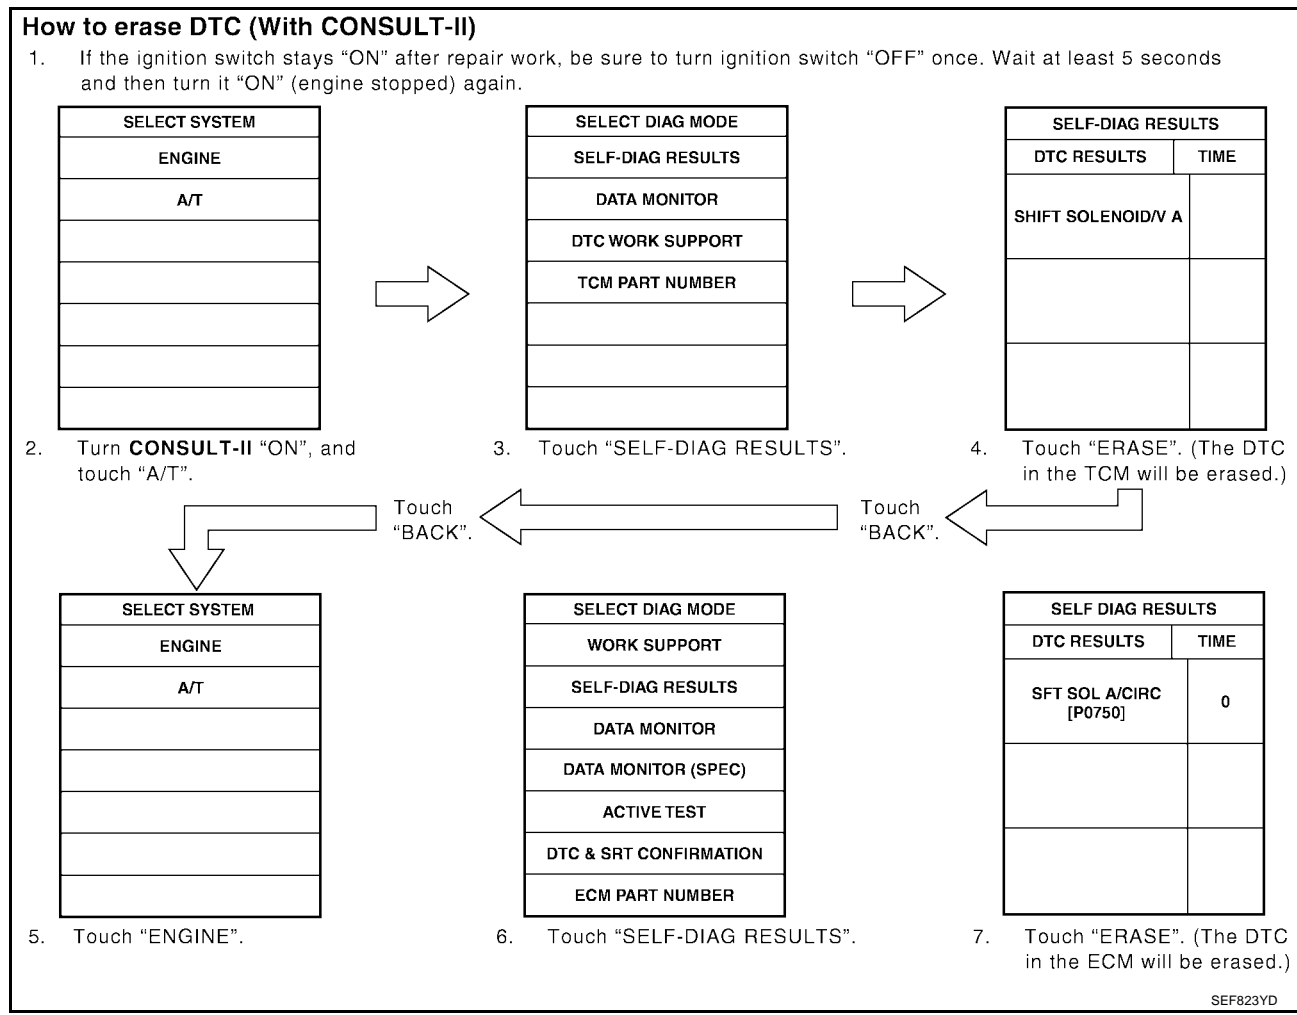 How to erase DTC (With CONSULT-II)
1. If the ignition switch stays “ON” after repair work, be sure to turn ignition switch “OFF” once. Wait at least 5 seconds
and then turn it “ON” (engine stopped) again.
SELECT SYSTEM
ENGINE
A/T
SELECT DIAG MODE
SELF-DIAG RESULTS
DATA MONITOR
DTC WORK SUPPORT
TCM PART NUMBER
SELF-DIAG RESULTS
DTC RESULTS TIME
SHIFT SOLENOID/V A
2. Turn CONSULT-II “ON”, and
touch “A/T”.
3. Touch “SELF-DIAG RESULTS”.
4. Touch “ERASE”. (The DTC
in the TCM will be erased.)
Touch
“BACK”.
Touch
“BACK”.
SELECT SYSTEM
ENGINE
A/T
SELECT DIAG MODE
WORK SUPPORT
SELF-DIAG RESULTS
DATA MONITOR
DATA MONITOR (SPEC)
ACTIVE TEST
DTC & SRT CONFIRMATION
ECM PART NUMBER
SELF DIAG RESULTS
DTC RESULTS TIME
SFT SOL A/CIRC
[P0750]
0
5. Touch “ENGINE”.
6. Touch “SELF-DIAG RESULTS”.
7. Touch “ERASE”. (The DTC
in the ECM will be erased.)
SEF823YD